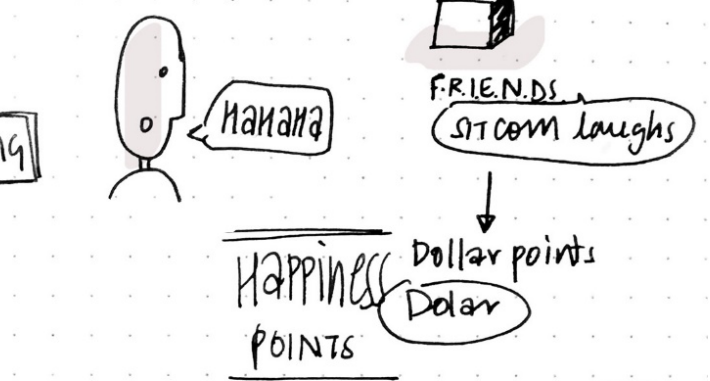 HaHaHa
F.R.I.E.N.D.S.
SITCOM laughs
Dollar points
HaPPiness
Dolar
POINTS